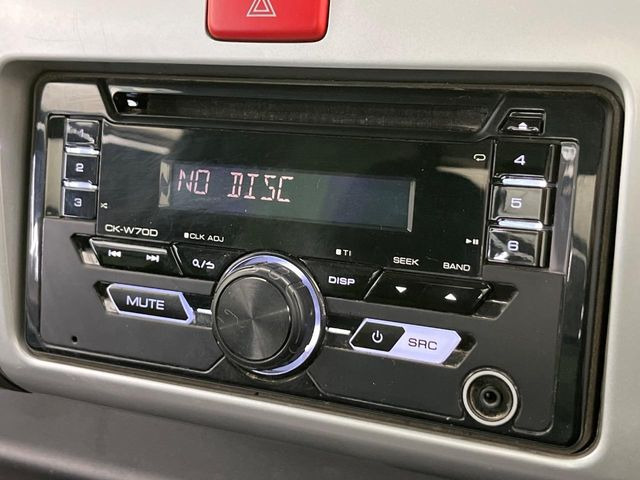 1
2
3
4
5
6
NO DISC
CK-W70D
CLK ADJ
TI
SEEK
BAND
DISP
MUTE
SRC